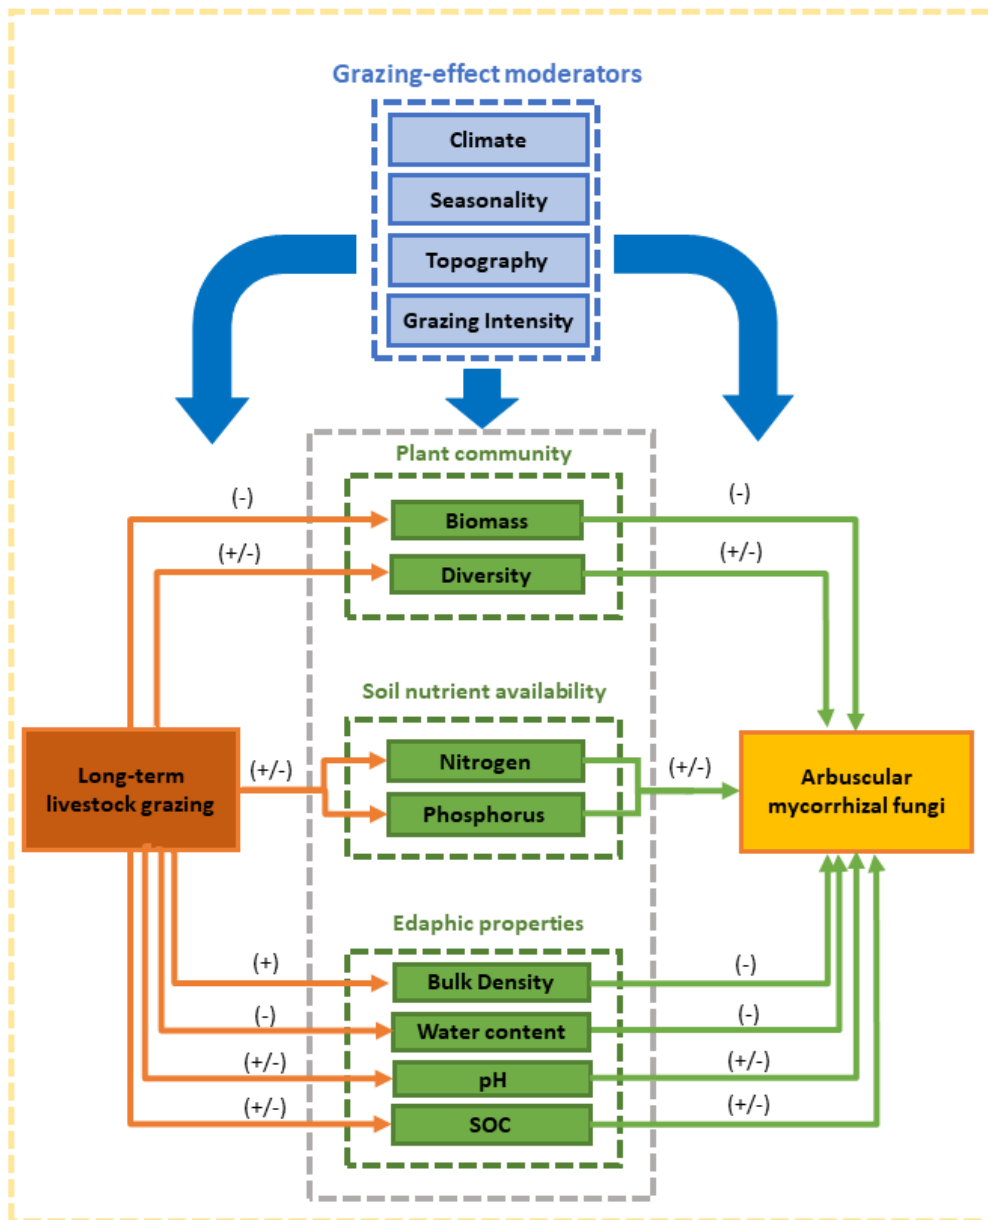 Grazing-effect moderators
Climate
Seasonality
Topography
Grazing Intensity
Plant community
(-)
Biomass
(-)
(+/-)
Diversity
(+/-)
Soil nutrient availability
Long-term
livestock grazing
(+/-)
Nitrogen
Phosphorus
(+/-)
Arbuscular
mycorrhizal fungi
Edaphic properties
(+)
Bulk Density
(-)
(-)
Water content
(-)
(+/-)
pH
(+/-)
(+/-)
SOC
(+/-)